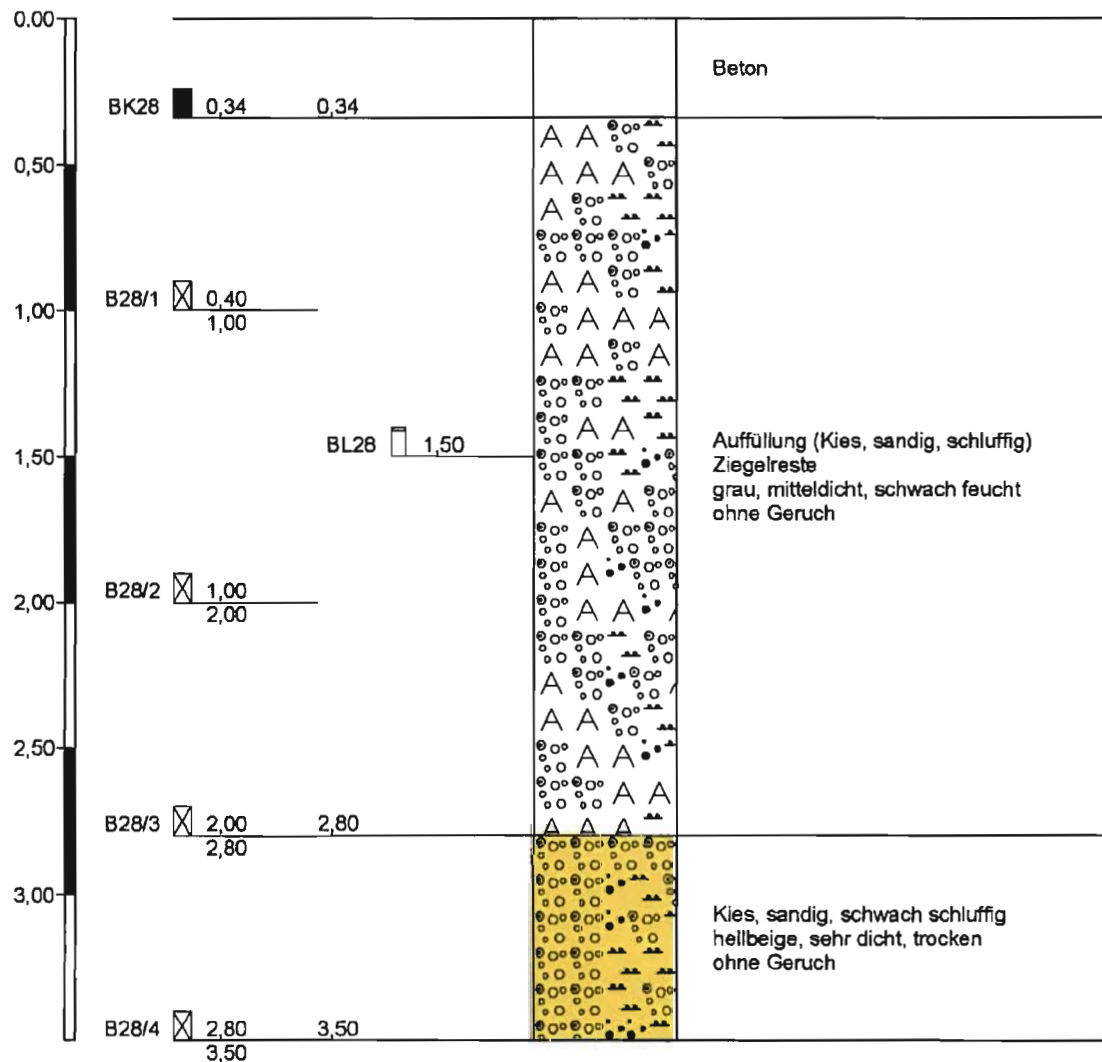 0.00
Beton
BK28 0,34 0,34
0,50
B28/1 0,40
1,00 1,00
BL28 1,50
1,50
Auffüllung (Kies, sandig, schluffig)
Ziegelreste
grau, mitteldicht, schwach feucht
ohne Geruch
B28/2 1,00
2,00 2,00
2,50
B28/3 2,00 2,80
2,80
3,00
Kies, sandig, schwach schluffig
hellbeige, sehr dicht, trocken
ohne Geruch
B28/4 2,80 3,50
3,50